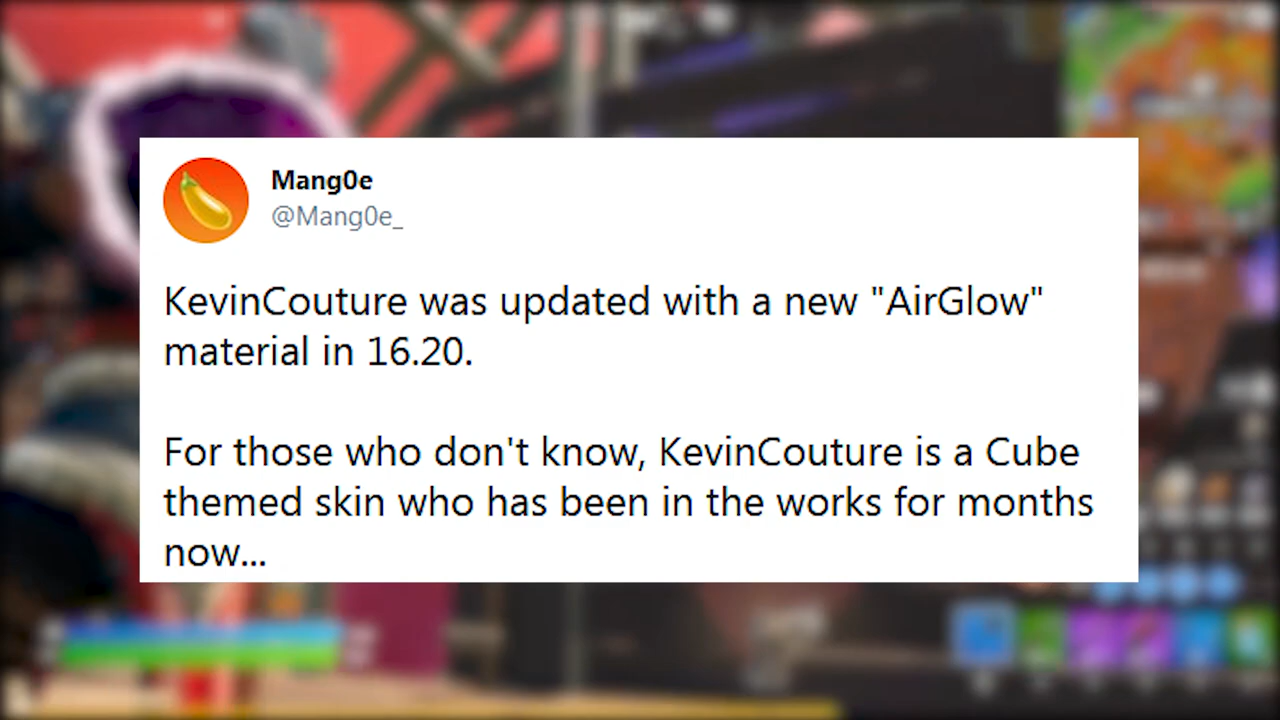 Mang0e
@Mang0e_
KevinCouture was updated with a new "AirGlow"
material in 16.20.
For those who don't know, KevinCouture is a Cube
themed skin who has been in the works for months
now...